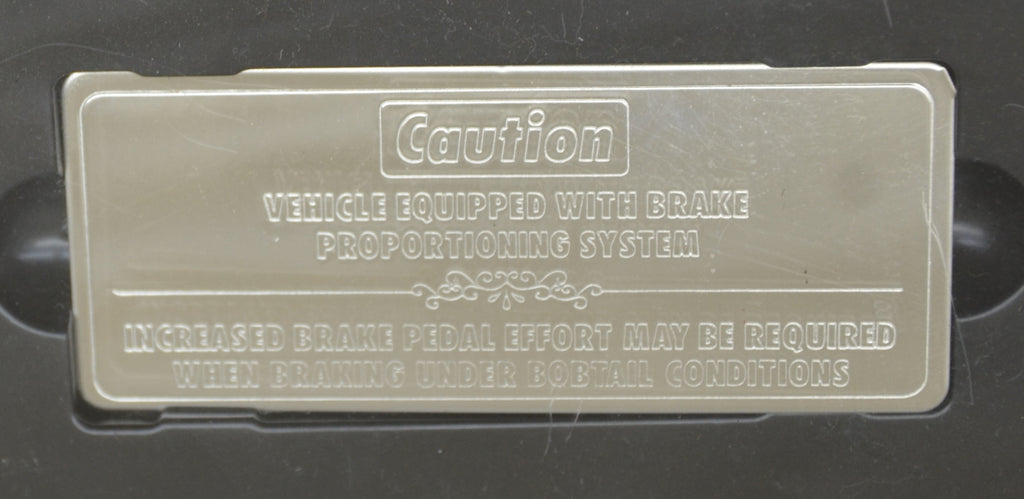 Caution
VEHICLE EQUIPPED WITH BRAKE
PROPORTIONING SYSTEM
INCREASED BRAKE PEDAL EFFORT MAY BE REQUIRED
WHEN BRAKING UNDER BOBTAIL CONDITIONS